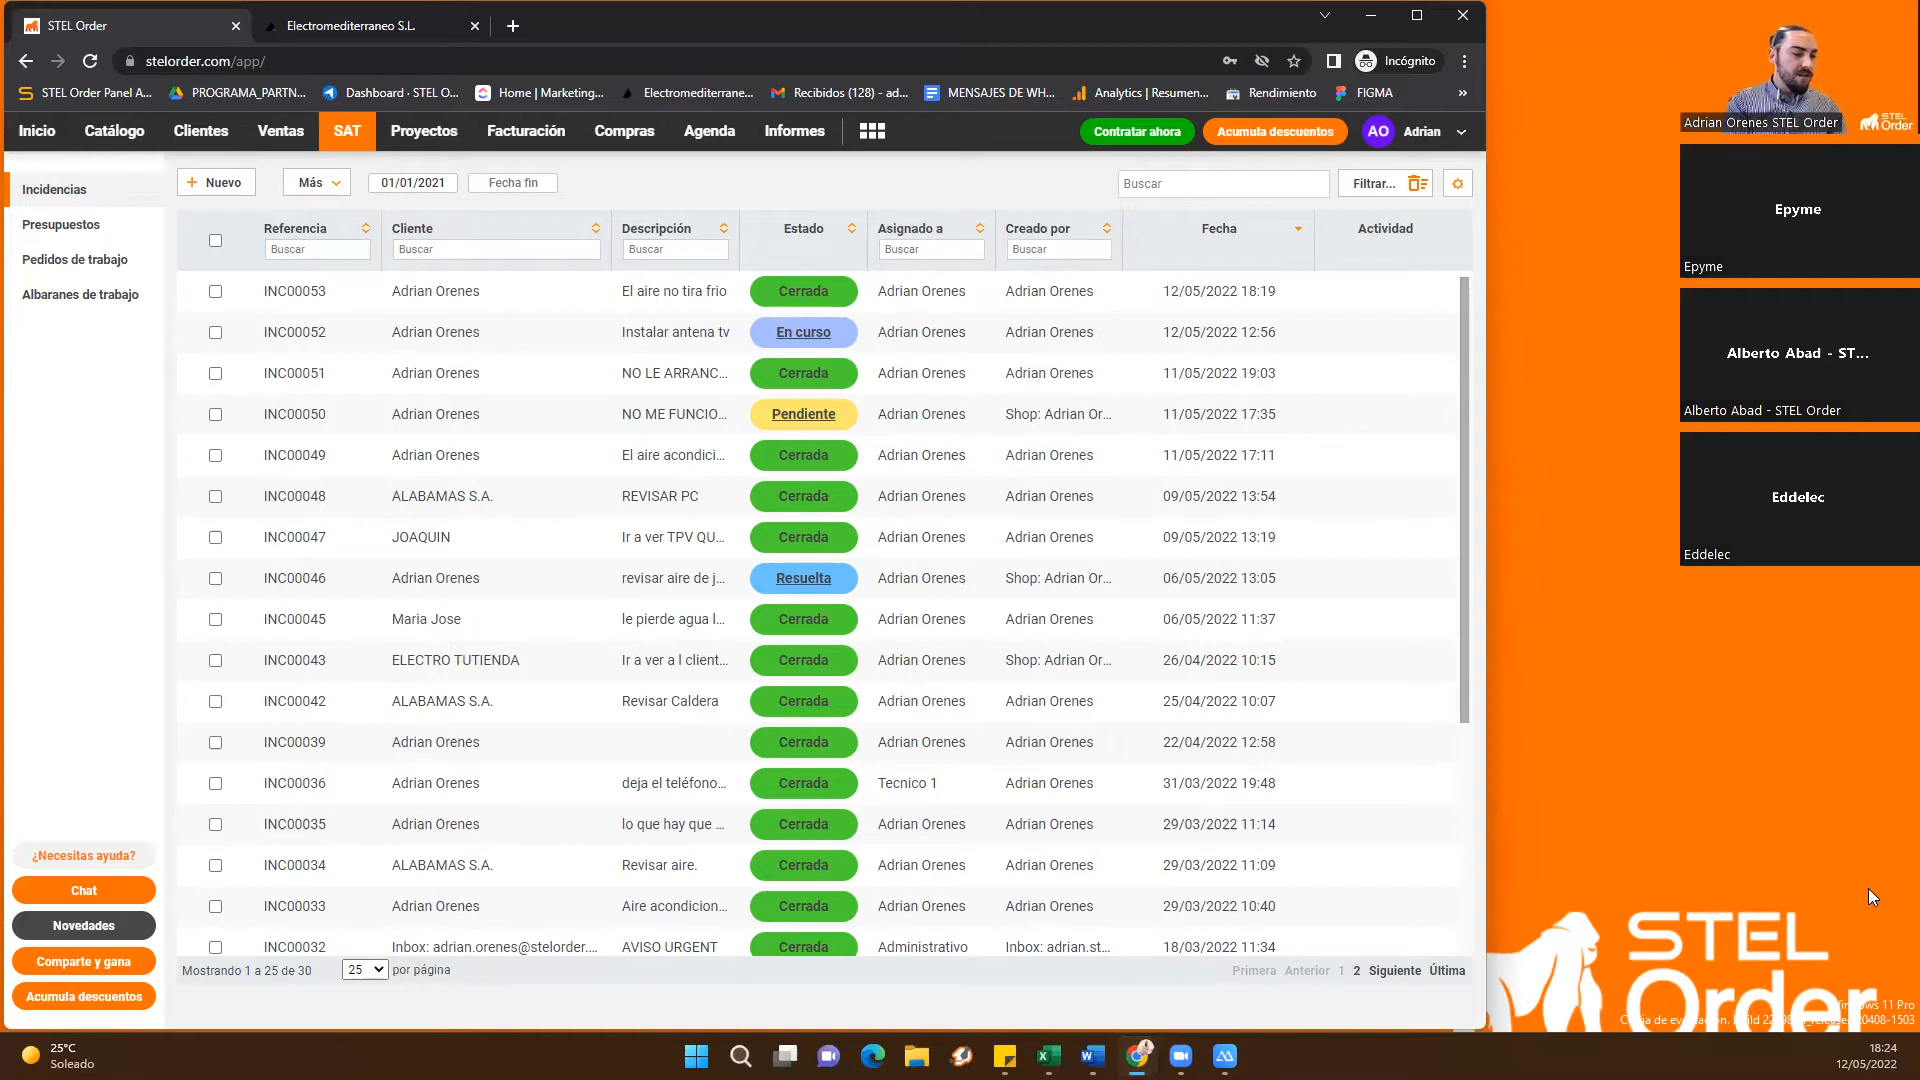 STEL Order
Electromediterraneo S.L.
stelorder.com/app/
Incógnito
STEL Order Panel A...
PROGRAMA_PARTN...
Dashboard · STEL O...
Home | Marketing...
Electromediterrane...
Recibidos (128) - ad...
MENSAJES DE WH...
Analytics | Resumen...
Rendimiento
FIGMA
»
Inicio Catálogo Clientes Ventas SAT Proyectos Facturación Compras Agenda Informes
Contratar ahora
Acumula descuentos
AO Adrian
Incidencias
Presupuestos
Pedidos de trabajo
Albaranes de trabajo
+ Nuevo
Más
01/01/2021
Fecha fin
Buscar
Filtrar...
Referencia Cliente Descripción Estado Asignado a Creado por Fecha Actividad
Buscar Buscar Buscar Buscar Buscar
INC00053 Adrian Orenes El aire no tira frio Cerrada Adrian Orenes Adrian Orenes 12/05/2022 18:19
INC00052 Adrian Orenes Instalar antena tv En curso Adrian Orenes Adrian Orenes 12/05/2022 12:56
INC00051 Adrian Orenes NO LE ARRANC... Cerrada Adrian Orenes Adrian Orenes 11/05/2022 19:03
INC00050 Adrian Orenes NO ME FUNCIO... Pendiente Adrian Orenes Shop: Adrian Or... 11/05/2022 17:35
INC00049 Adrian Orenes El aire acondici... Cerrada Adrian Orenes Adrian Orenes 11/05/2022 17:11
INC00048 ALABAMAS S.A. REVISAR PC Cerrada Adrian Orenes Adrian Orenes 09/05/2022 13:54
INC00047 JOAQUIN Ir a ver TPV QU... Cerrada Adrian Orenes Adrian Orenes 09/05/2022 13:19
INC00046 Adrian Orenes revisar aire de j... Resuelta Adrian Orenes Shop: Adrian Or... 06/05/2022 13:05
INC00045 Maria Jose le pierde agua l... Cerrada Adrian Orenes Adrian Orenes 06/05/2022 11:37
INC00043 ELECTRO TUTIENDA Ir a ver a l client... Cerrada Adrian Orenes Shop: Adrian Or... 26/04/2022 10:15
INC00042 ALABAMAS S.A. Revisar Caldera Cerrada Adrian Orenes Adrian Orenes 25/04/2022 10:07
INC00039 Adrian Orenes Cerrada Adrian Orenes Adrian Orenes 22/04/2022 12:58
INC00036 Adrian Orenes deja el teléfono... Cerrada Tecnico 1 Adrian Orenes 31/03/2022 19:48
INC00035 Adrian Orenes lo que hay que ... Cerrada Adrian Orenes Adrian Orenes 29/03/2022 11:14
INC00034 ALABAMAS S.A. Revisar aire. Cerrada Adrian Orenes Adrian Orenes 29/03/2022 11:09
INC00033 Adrian Orenes Aire acondicion... Cerrada Adrian Orenes Adrian Orenes 29/03/2022 10:40
INC00032 Inbox: adrian.orenes@stelorder.... AVISO URGENT Cerrada Administrativo Inbox: adrian.st... 18/03/2022 11:34
Mostrando 1 a 25 de 30
25 por página
Primera Anterior 1 2 Siguiente Última
¿Necesitas ayuda?
Chat
Novedades
Comparte y gana
Acumula descuentos
Adrian Orenes STEL Order
STEL
Order
Epyme
Epyme
Alberto Abad - ST...
Alberto Abad - STEL Order
Eddelec
Eddelec
STEL
Order
11 Pro
de Build
25°C
Soleado
18:24
12/05/2022